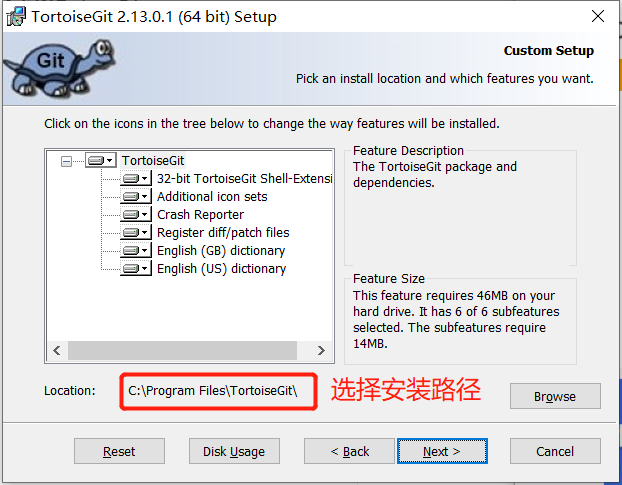 TortoiseGit 2.13.0.1 (64 bit) Setup
Git
Custom Setup
Pick an install location and which features you want.
Click on the icons in the tree below to change the way features will be installed.
TortoiseGit
32-bit TortoiseGit Shell-Extensi
Additional icon sets
Crash Reporter
Register diff/patch files
English (GB) dictionary
English (US) dictionary
Feature Description
The TortoiseGit package and
dependencies.
Feature Size
This feature requires 46MB on your
hard drive. It has 6 of 6 subfeatures
selected. The subfeatures require
14MB.
Location: C:\Program Files\TortoiseGit\ 选择安装路径 Browse
Reset Disk Usage < Back Next > Cancel